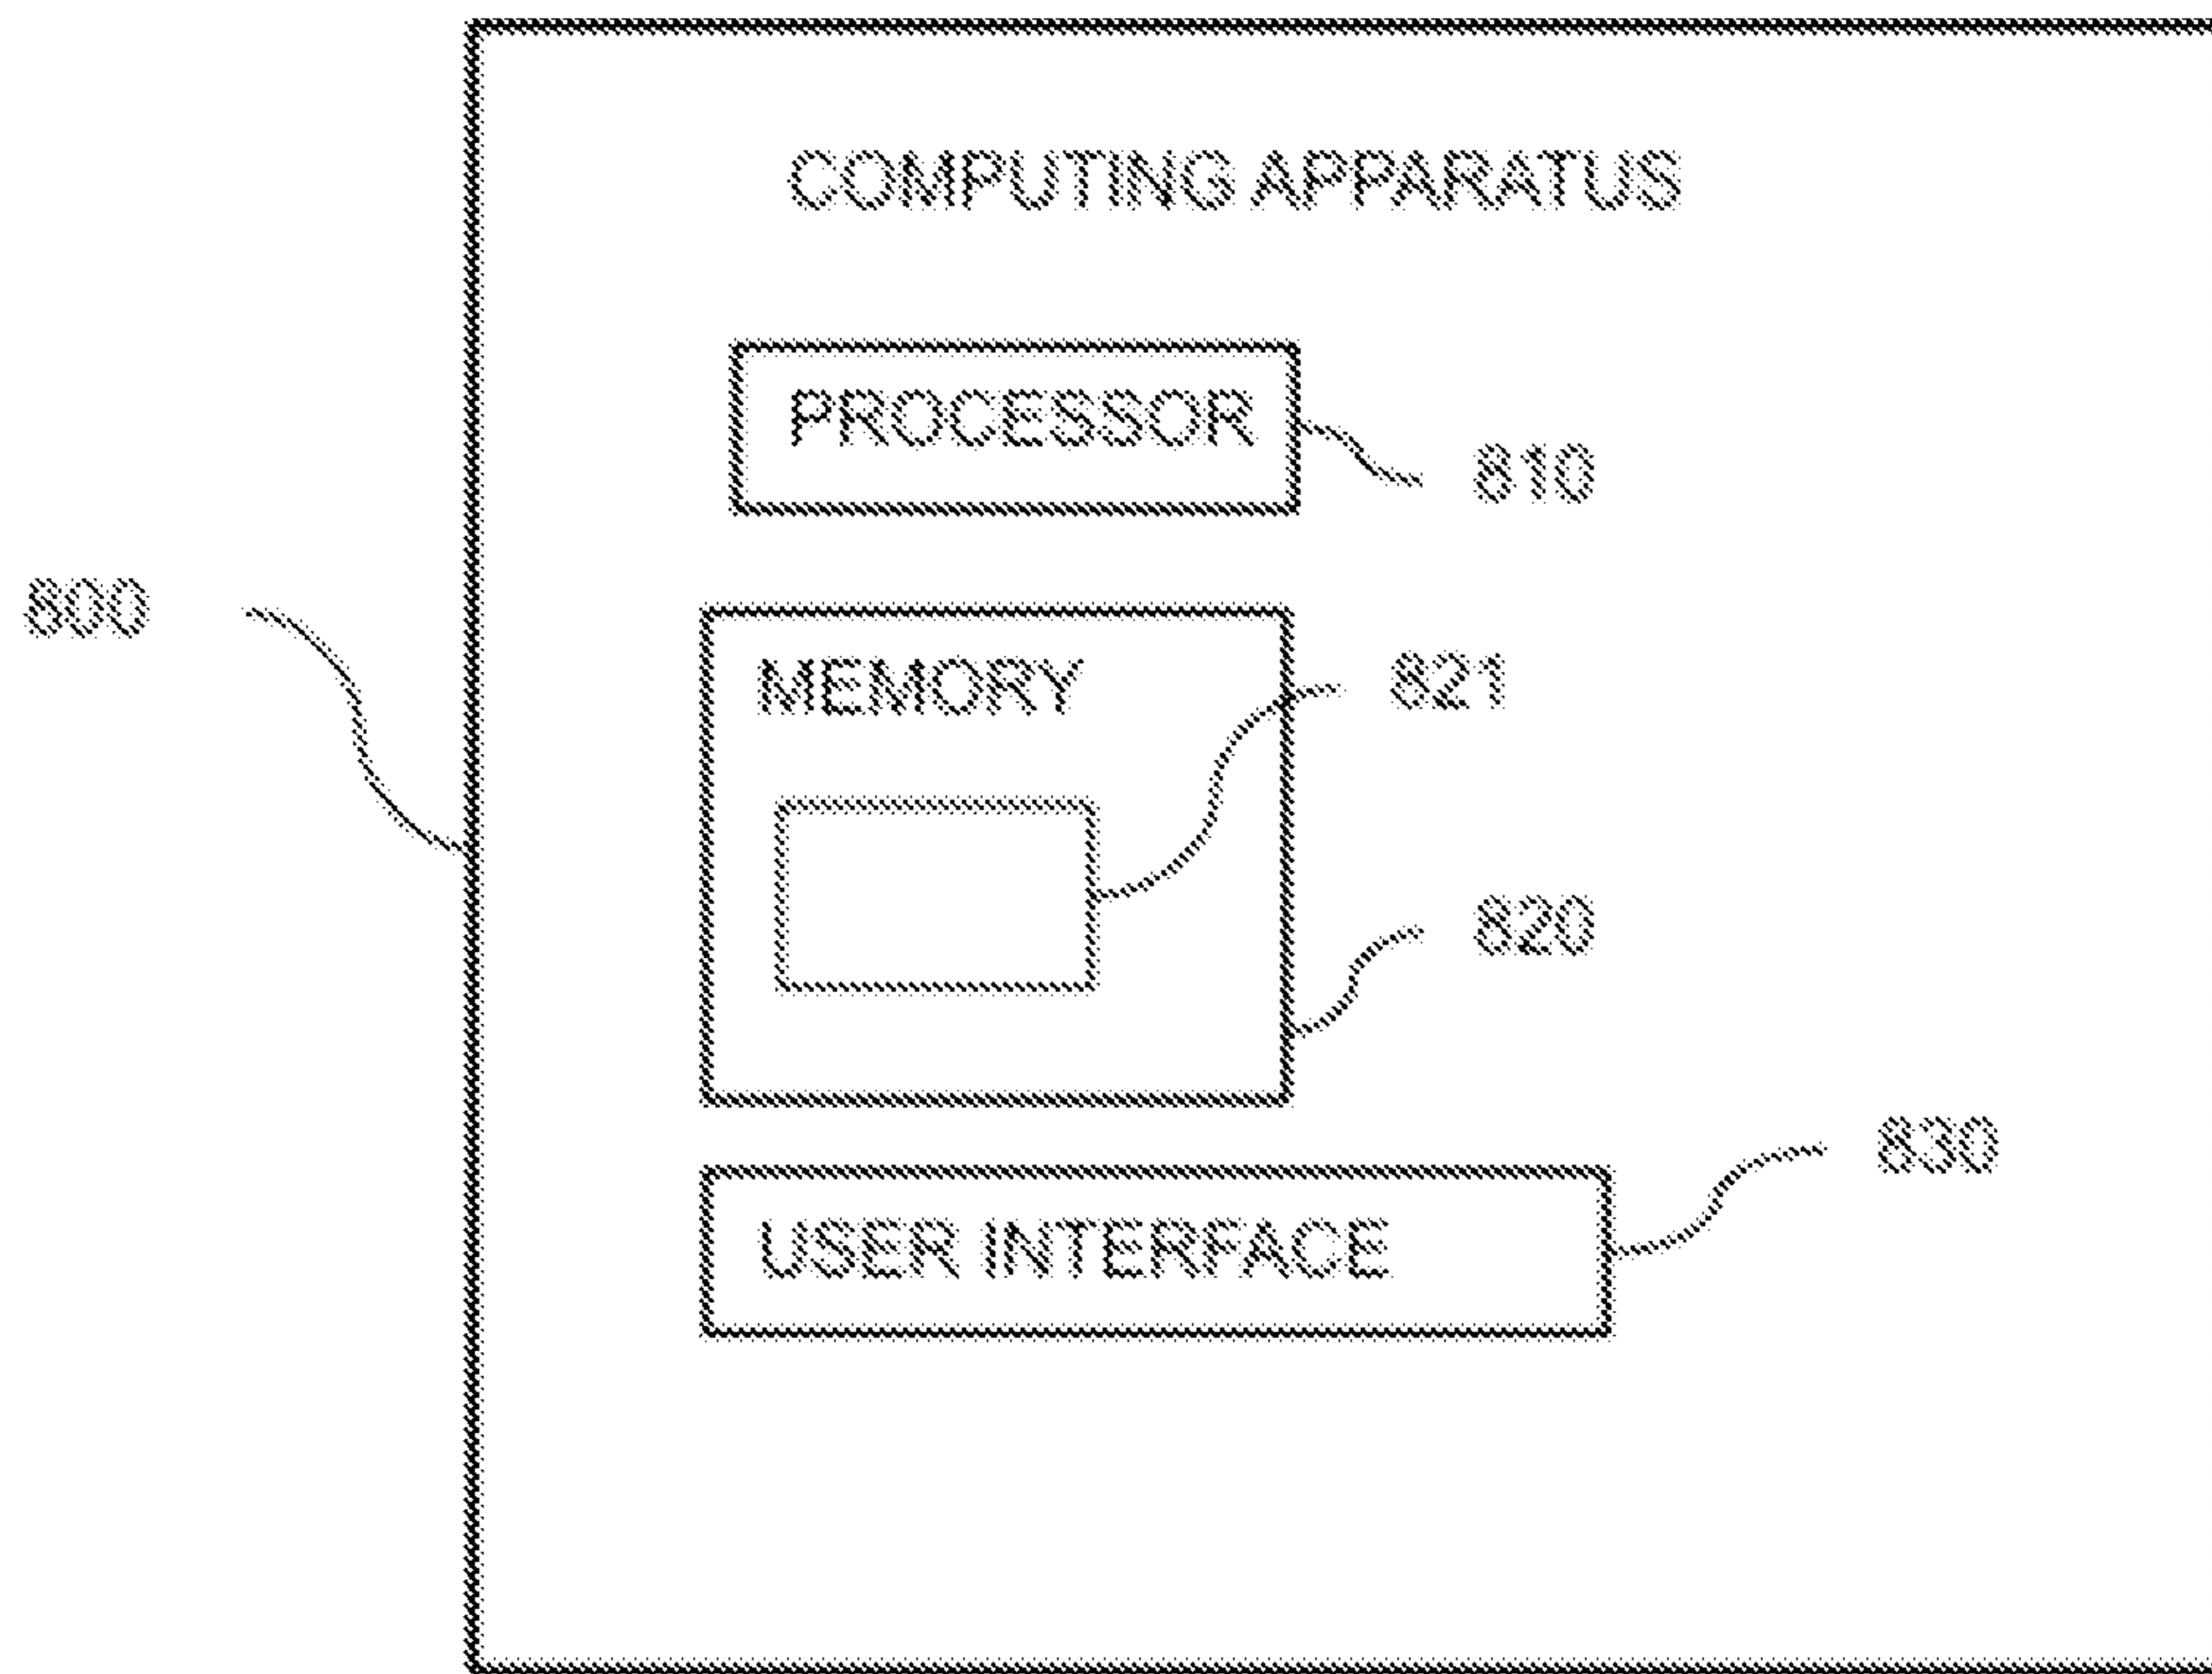 COMPUTING APPARATUS
PROCESSOR
810
800
MEMORY
821
820
830
USER INTERFACE